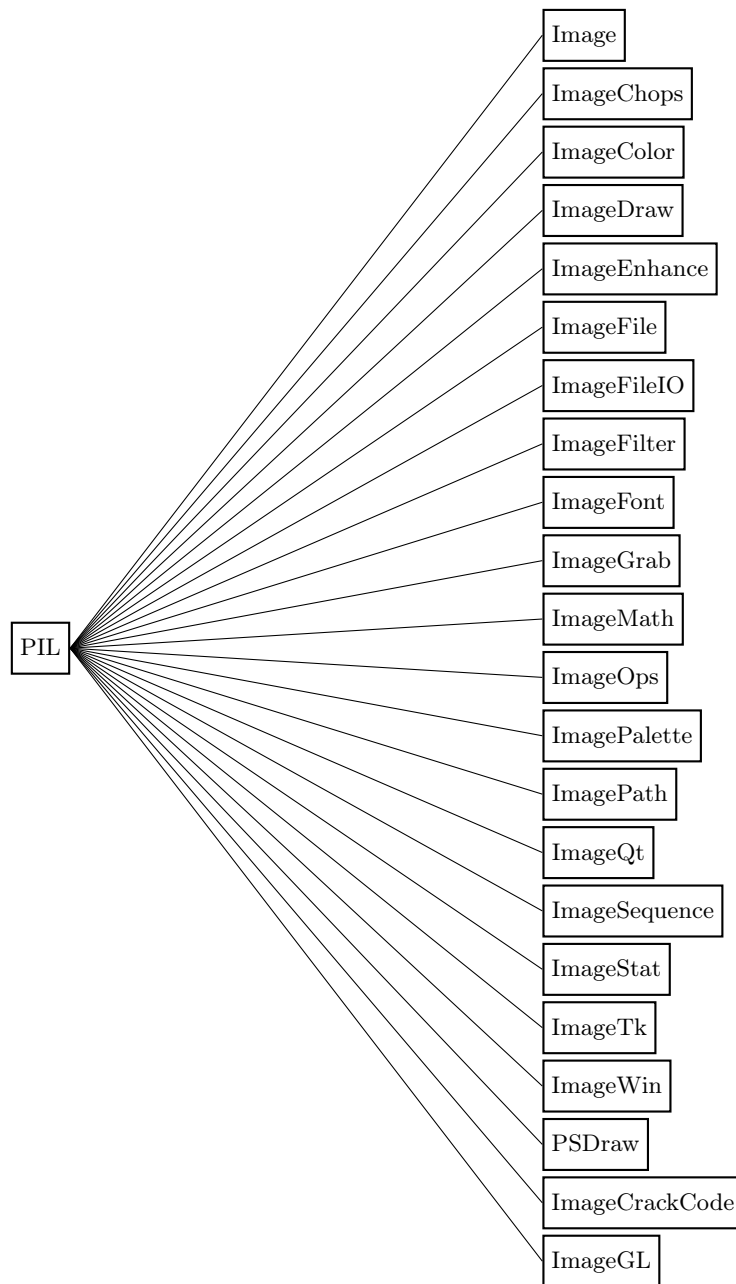 Image
ImageChops
ImageColor
ImageDraw
ImageEnhance
ImageFile
ImageFileIO
ImageFilter
ImageFont
ImageGrab
ImageMath
PIL
ImageOps
ImagePalette
ImagePath
ImageQt
ImageSequence
ImageStat
ImageTk
ImageWin
PSDraw
ImageCrackCode
ImageGL